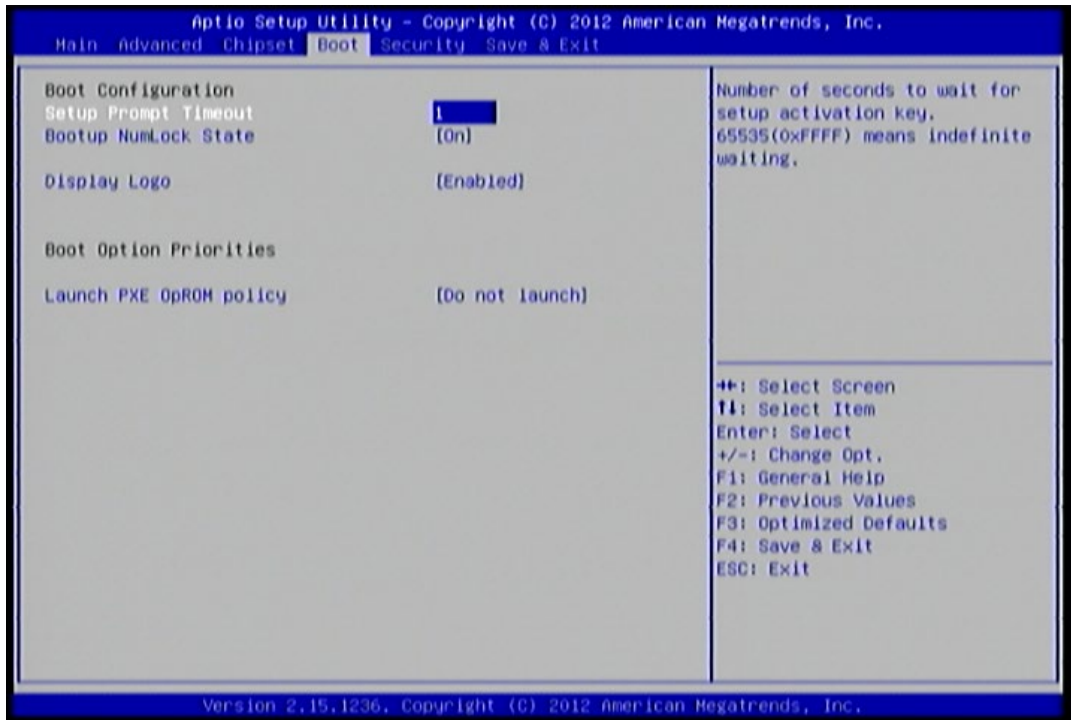 Aptio Setup Utility – Copyright (C) 2012 American Megatrends, Inc.
Main Advanced Chipset Boot Security Save & Exit
Boot Configuration
Setup Prompt Timeout 1
Bootup NumLock State [On]
Display Logo [Enabled]
Boot Option Priorities
Launch PXE OpROM policy [Do not launch]
Number of seconds to wait for
setup activation key.
65535(0xFFFF) means indefinite
waiting.
→←: Select Screen
↑↓: Select Item
Enter: Select
+/-: Change Opt.
F1: General Help
F2: Previous Values
F3: Optimized Defaults
F4: Save & Exit
ESC: Exit
Version 2.15.1236. Copyright (C) 2012 American Megatrends, Inc.